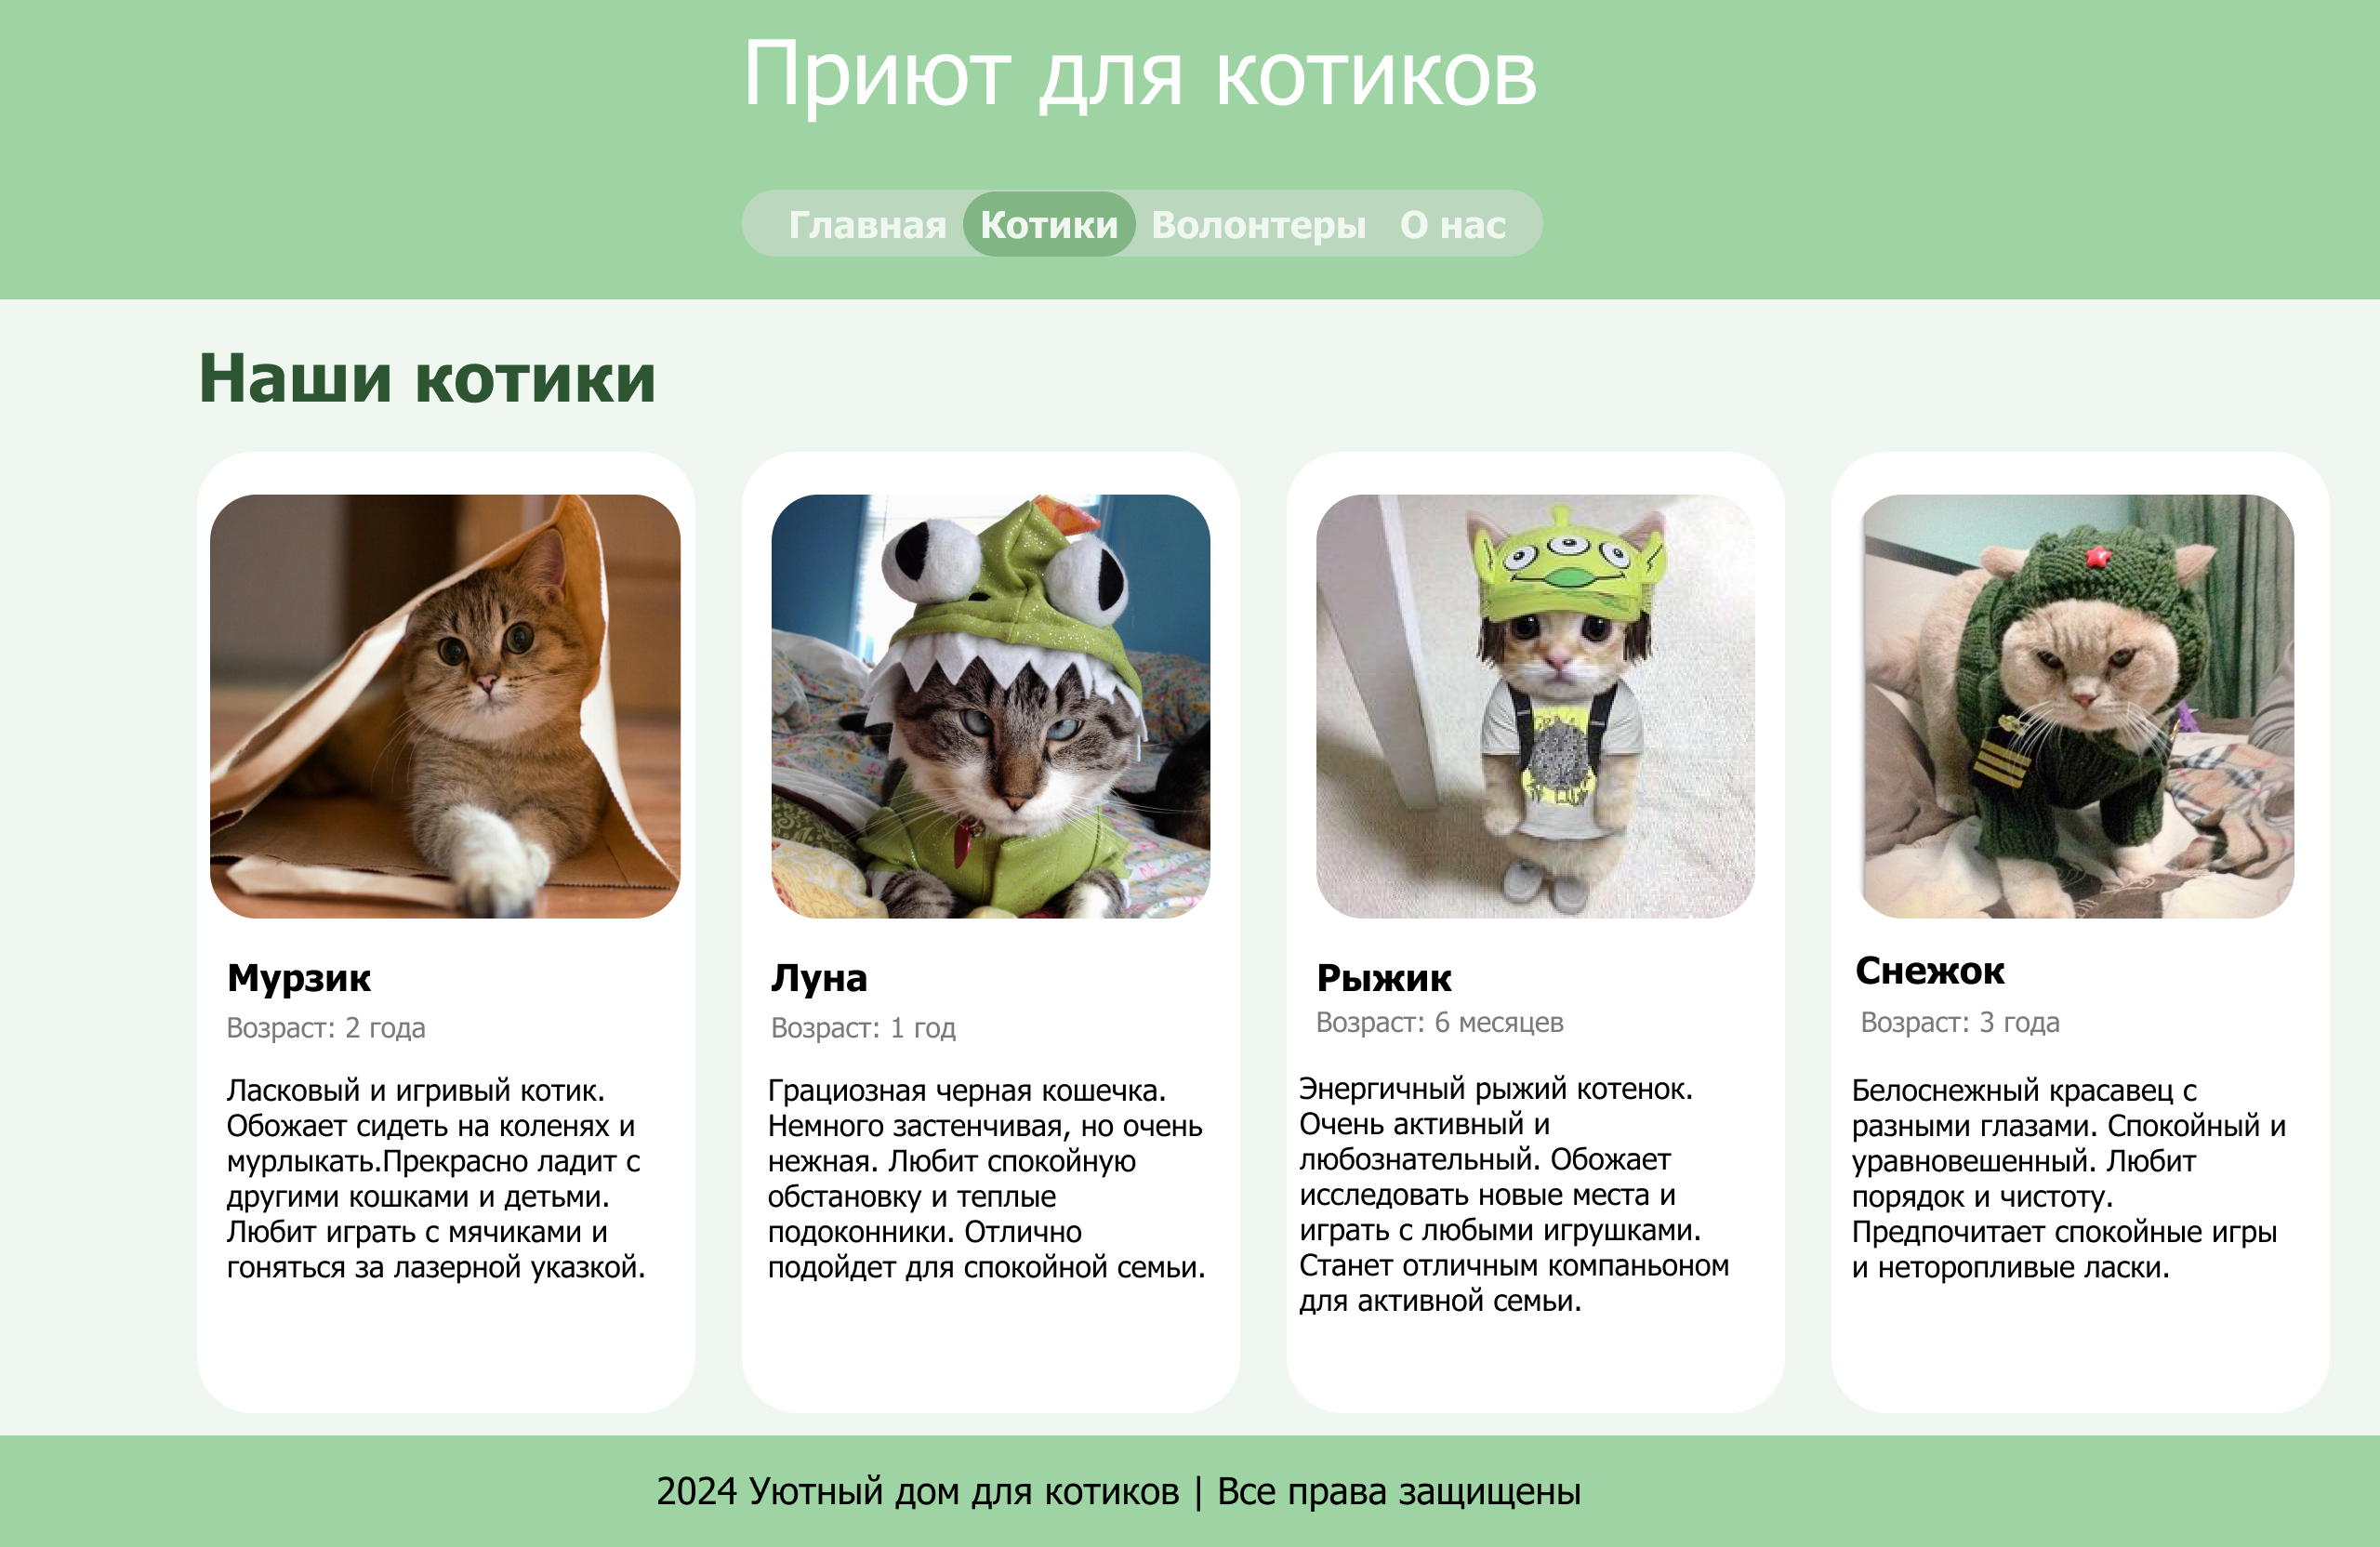 Приют для котиков
Главная Котики Волонтеры О нас
Наши котики
Мурзик
Возраст: 2 года
Ласковый и игривый котик.
Обожает сидеть на коленях и
мурлыкать.Прекрасно ладит с
другими кошками и детьми.
Любит играть с мячиками и
гоняться за лазерной указкой.
Луна
Возраст: 1 год
Грациозная черная кошечка.
Немного застенчивая, но очень
нежная. Любит спокойную
обстановку и теплые
подоконники. Отлично
подойдет для спокойной семьи.
Рыжик
Возраст: 6 месяцев
Энергичный рыжий котенок.
Очень активный и
любознательный. Обожает
исследовать новые места и
играть с любыми игрушками.
Станет отличным компаньоном
для активной семьи.
Снежок
Возраст: 3 года
Белоснежный красавец с
разными глазами. Спокойный и
уравновешенный. Любит
порядок и чистоту.
Предпочитает спокойные игры
и неторопливые ласки.
2024 Уютный дом для котиков | Все права защищены